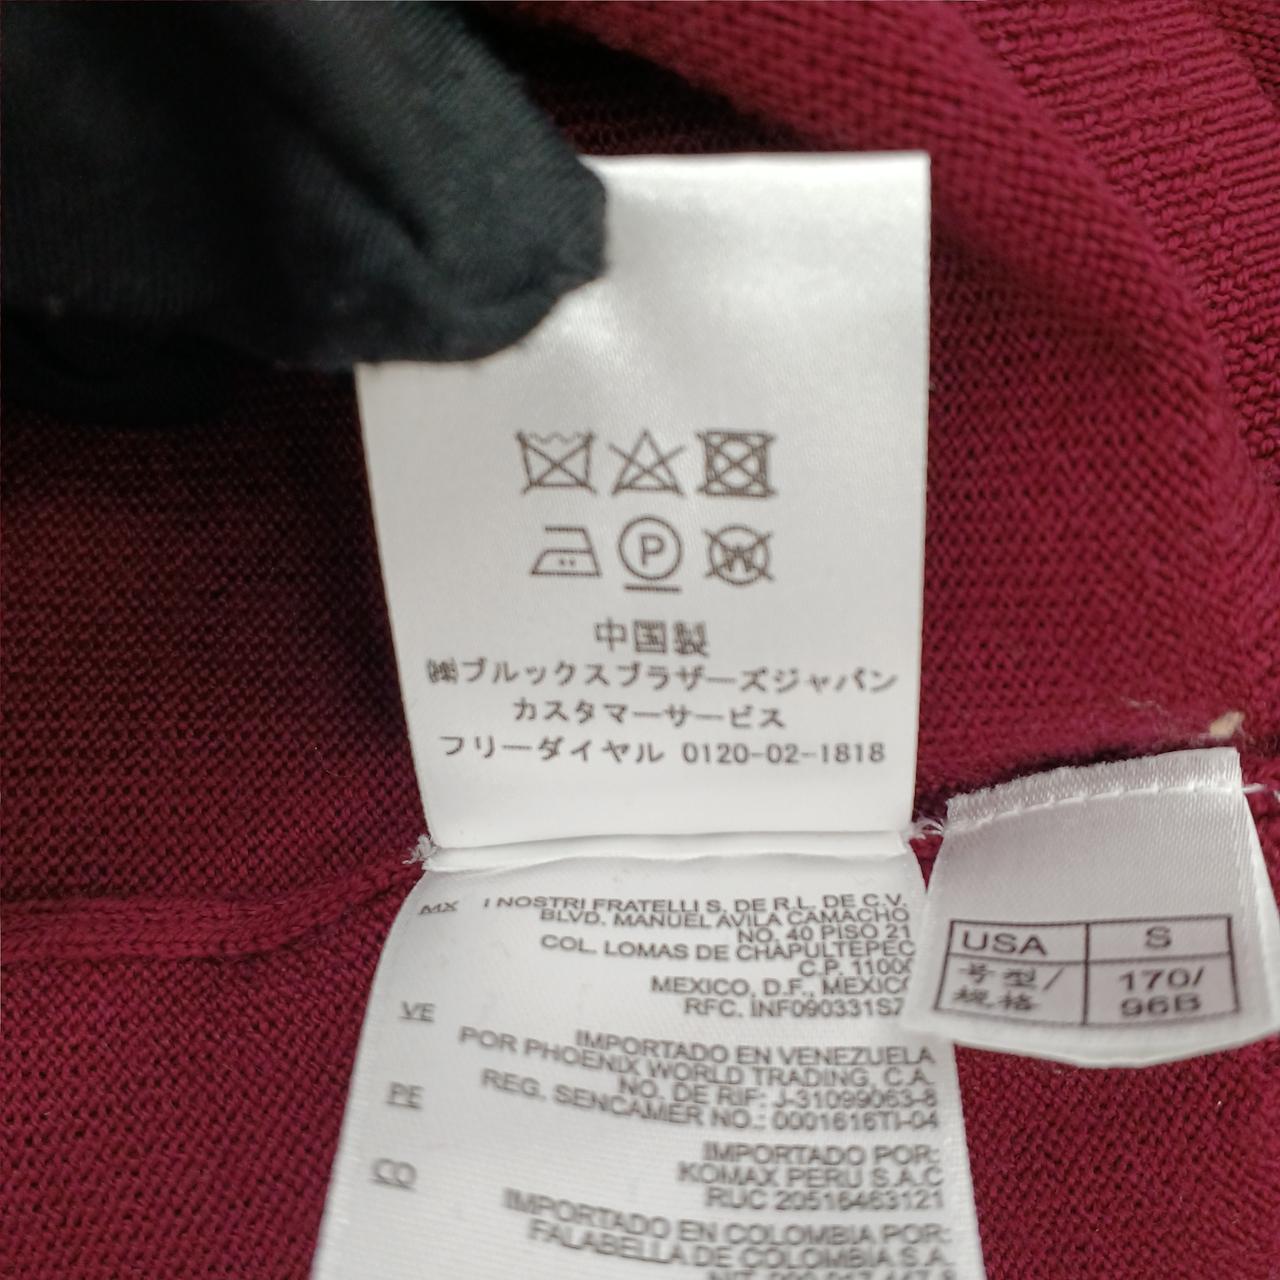 P
W
中国製
㈱ブルックスブラザーズジャパン
カスタマーサービス
フリーダイヤル 0120-02-1818
MX I NOSTRI FRATELLI S. DE R.L. DE C.V.
BLVD. MANUEL ÁVILA CAMACHO
NO. 40 PISO 21
COL. LOMAS DE CHAPULTEPEC
C.P. 11000
MEXICO, D.F., MEXICO
RFC. INF090331S7
VE IMPORTADO EN VENEZUELA
POR PHOENIX WORLD TRADING, C.A.
NO. DE RIF: J-31099063-8
REG. SENCAMER NO.: 0001616TI-04
PE IMPORTADO POR:
KOMAX PERU S.A.C
RUC 20516463121
CO IMPORTADO EN COLOMBIA POR:
FALABELLA DE COLOMBIA S.A.
USA S
号型/ 170/
规格 96B